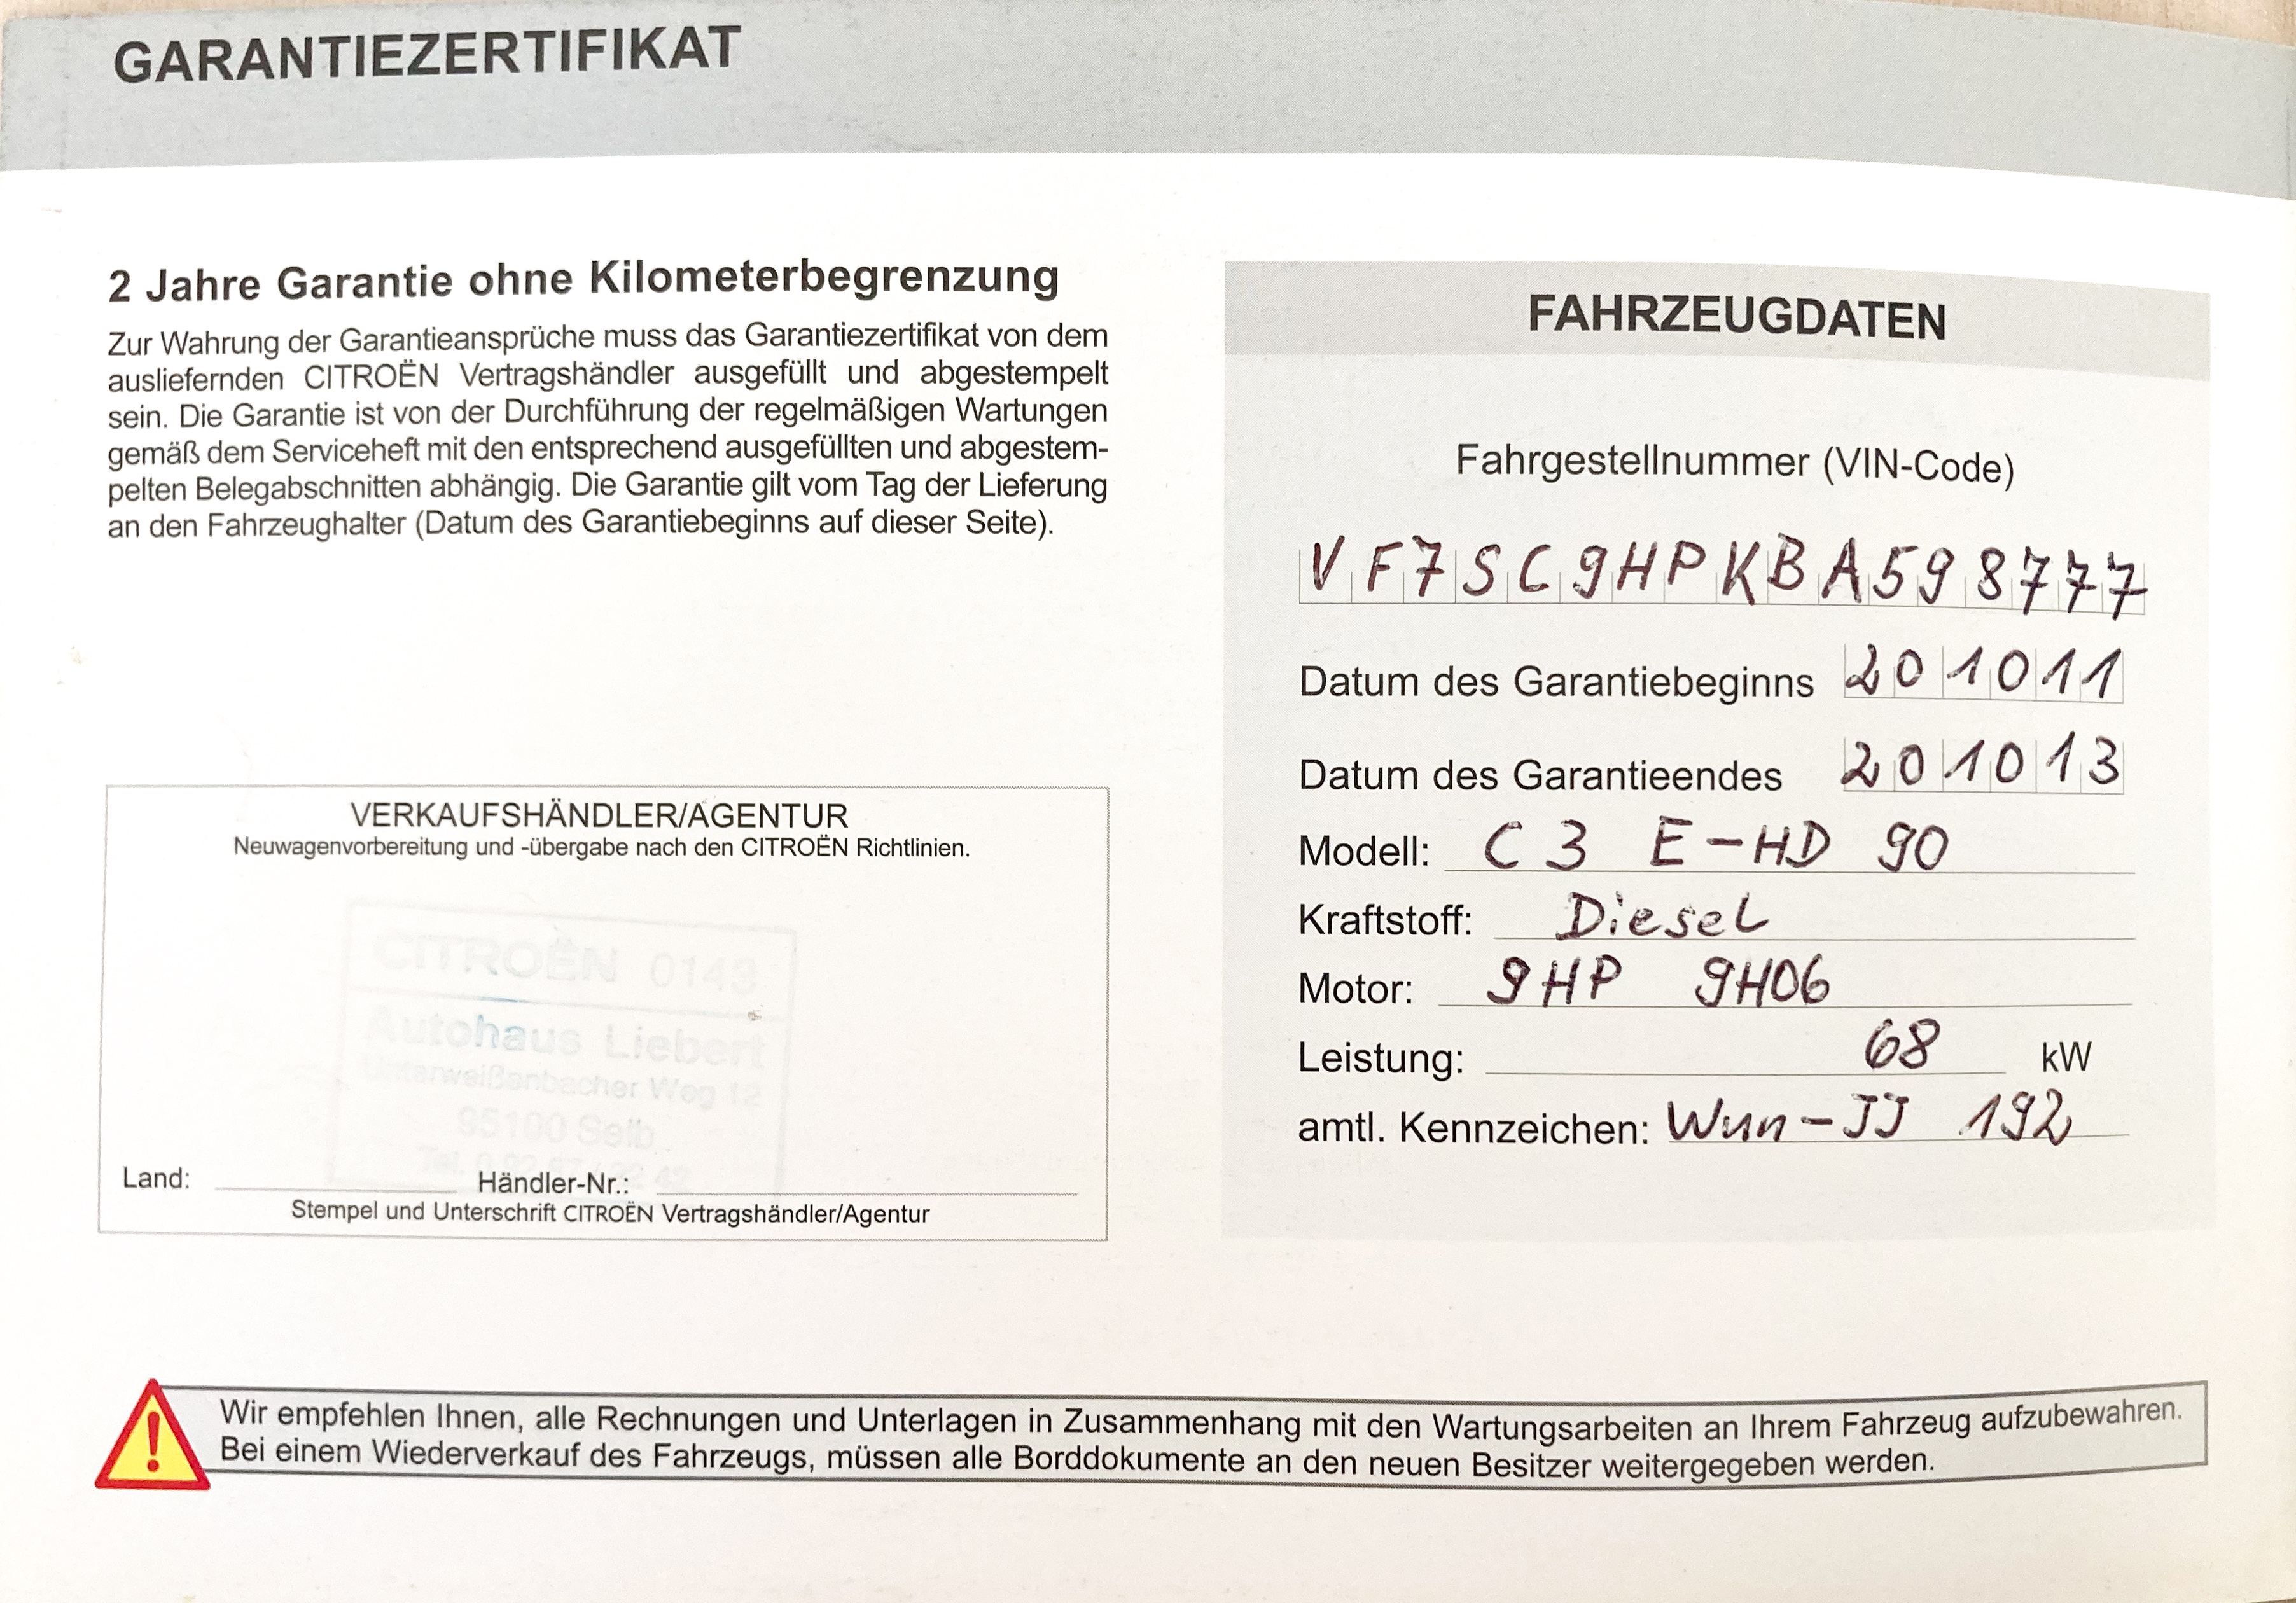 GARANTIEZERTIFIKAT
2 Jahre Garantie ohne Kilometerbegrenzung
Zur Wahrung der Garantieansprüche muss das Garantiezertifikat von dem
ausliefernden CITROËN Vertragshändler ausgefüllt und abgestempelt
sein. Die Garantie ist von der Durchführung der regelmäßigen Wartungen
gemäß dem Serviceheft mit den entsprechend ausgefüllten und abgestem-
pelten Belegabschnitten abhängig. Die Garantie gilt vom Tag der Lieferung
an den Fahrzeughalter (Datum des Garantiebeginns auf dieser Seite).
VERKAUFSHÄNDLER/AGENTUR
Neuwagenvorbereitung und -übergabe nach den CITROËN Richtlinien.
CITROËN 0143
Autohaus Liebert
Unterweißenbacher Weg 12
95100 Selb
Tel.
Land: Händler-Nr.:
Stempel und Unterschrift CITROËN Vertragshändler/Agentur
FAHRZEUGDATEN
Fahrgestellnummer (VIN-Code)
VF7SC9HPKBA598777
Datum des Garantiebeginns 201011
Datum des Garantieendes 201013
Modell: C3 E-HD 90
Kraftstoff: Diesel
Motor: 9HP 9H06
Leistung: 68 kW
amtl. Kennzeichen: Wun-JJ 192
Wir empfehlen Ihnen, alle Rechnungen und Unterlagen in Zusammenhang mit den Wartungsarbeiten an Ihrem Fahrzeug aufzubewahren.
Bei einem Wiederverkauf des Fahrzeugs, müssen alle Borddokumente an den neuen Besitzer weitergegeben werden.